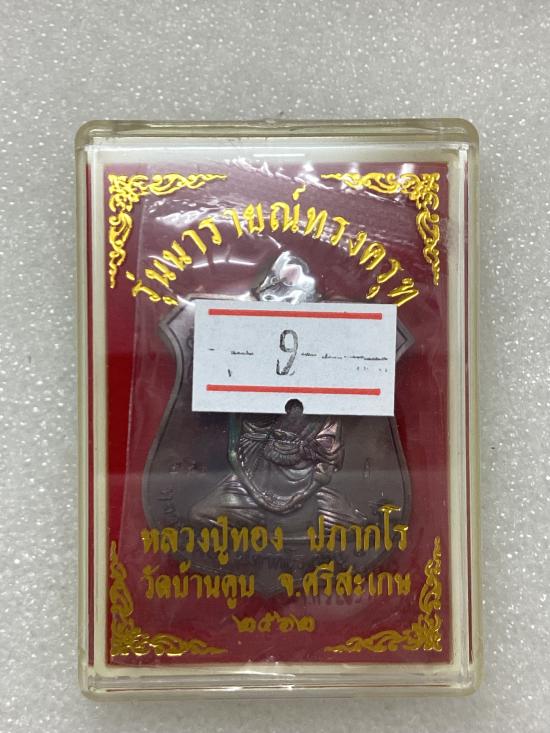 รุ่นนารายณ์ทรงครุฑ
9
หลวงปู่ทอง ปภากโร
วัดบ้านคูบ จ.ศรีสะเกษ
๒๕๖๒